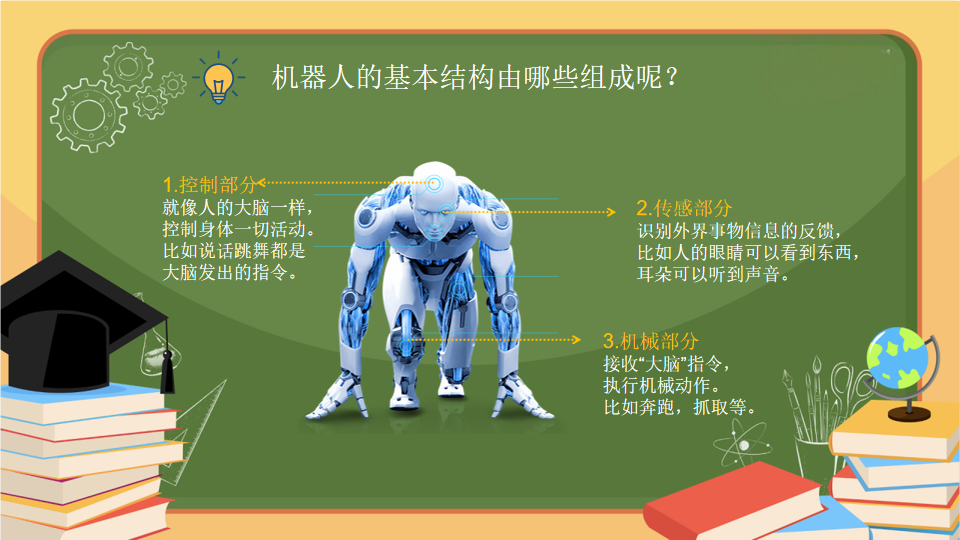 机器人的基本结构由哪些组成呢？
1.控制部分
就像人的大脑一样，
控制身体一切活动。
比如说话跳舞都是
大脑发出的指令。
2.传感部分
识别外界事物信息的反馈，
比如人的眼睛可以看到东西，
耳朵可以听到声音。
3.机械部分
接收“大脑”指令，
执行机械动作。
比如奔跑，抓取等。